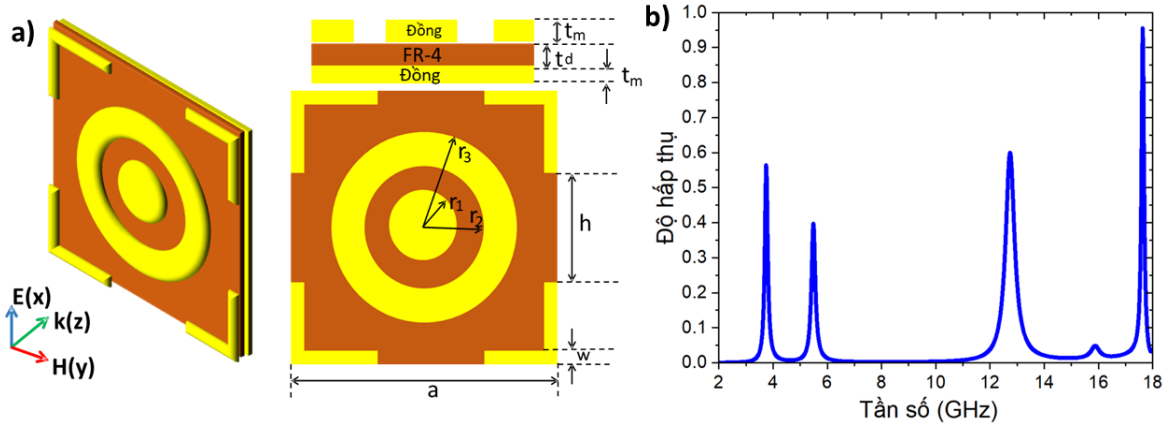 a)
E(x)
k(z)
H(y)
Đồng
FR-4
Đồng
tm
td
tm
r3
r1
r2
h
w
a
b)
Độ hấp thụ
1.0
0.9
0.8
0.7
0.6
0.5
0.4
0.3
0.2
0.1
0.0
2 4 6 8 10 12 14 16 18
Tần số (GHz)